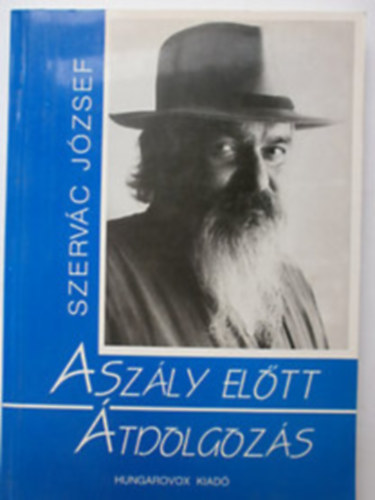 SZERVÁC JÓZSEF
ASZÁLY ELŐTT
ÁTDOLGOZÁS
HUNGAROVOX KIADÓ